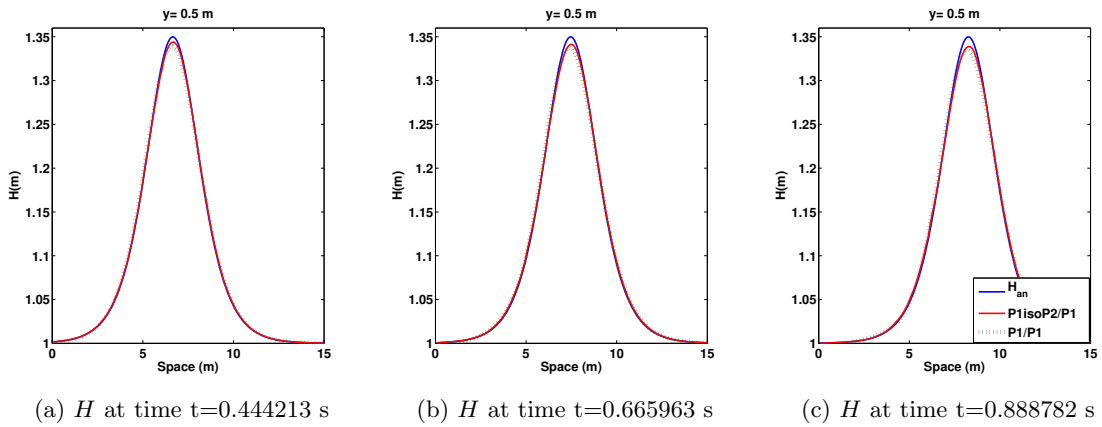 y= 0.5 m
1.35
1.3
1.25
1.2
1.15
1.1
1.05
1
H(m)
0
5
10
15
Space (m)
(a) H at time t=0.444213 s
y= 0.5 m
1.35
1.3
1.25
1.2
1.15
1.1
1.05
1
H(m)
0
5
10
15
Space (m)
(b) H at time t=0.665963 s
y= 0.5 m
1.35
1.3
1.25
1.2
1.15
1.1
1.05
1
H(m)
0
5
10
15
Space (m)
H_an
P1isoP2/P1
P1/P1
(c) H at time t=0.888782 s